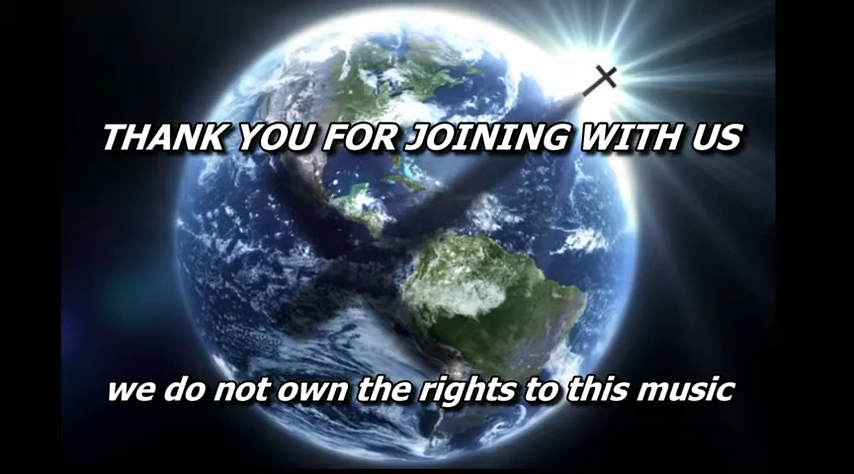 THANK YOU FOR JOINING WITH US
we do not own the rights to this music